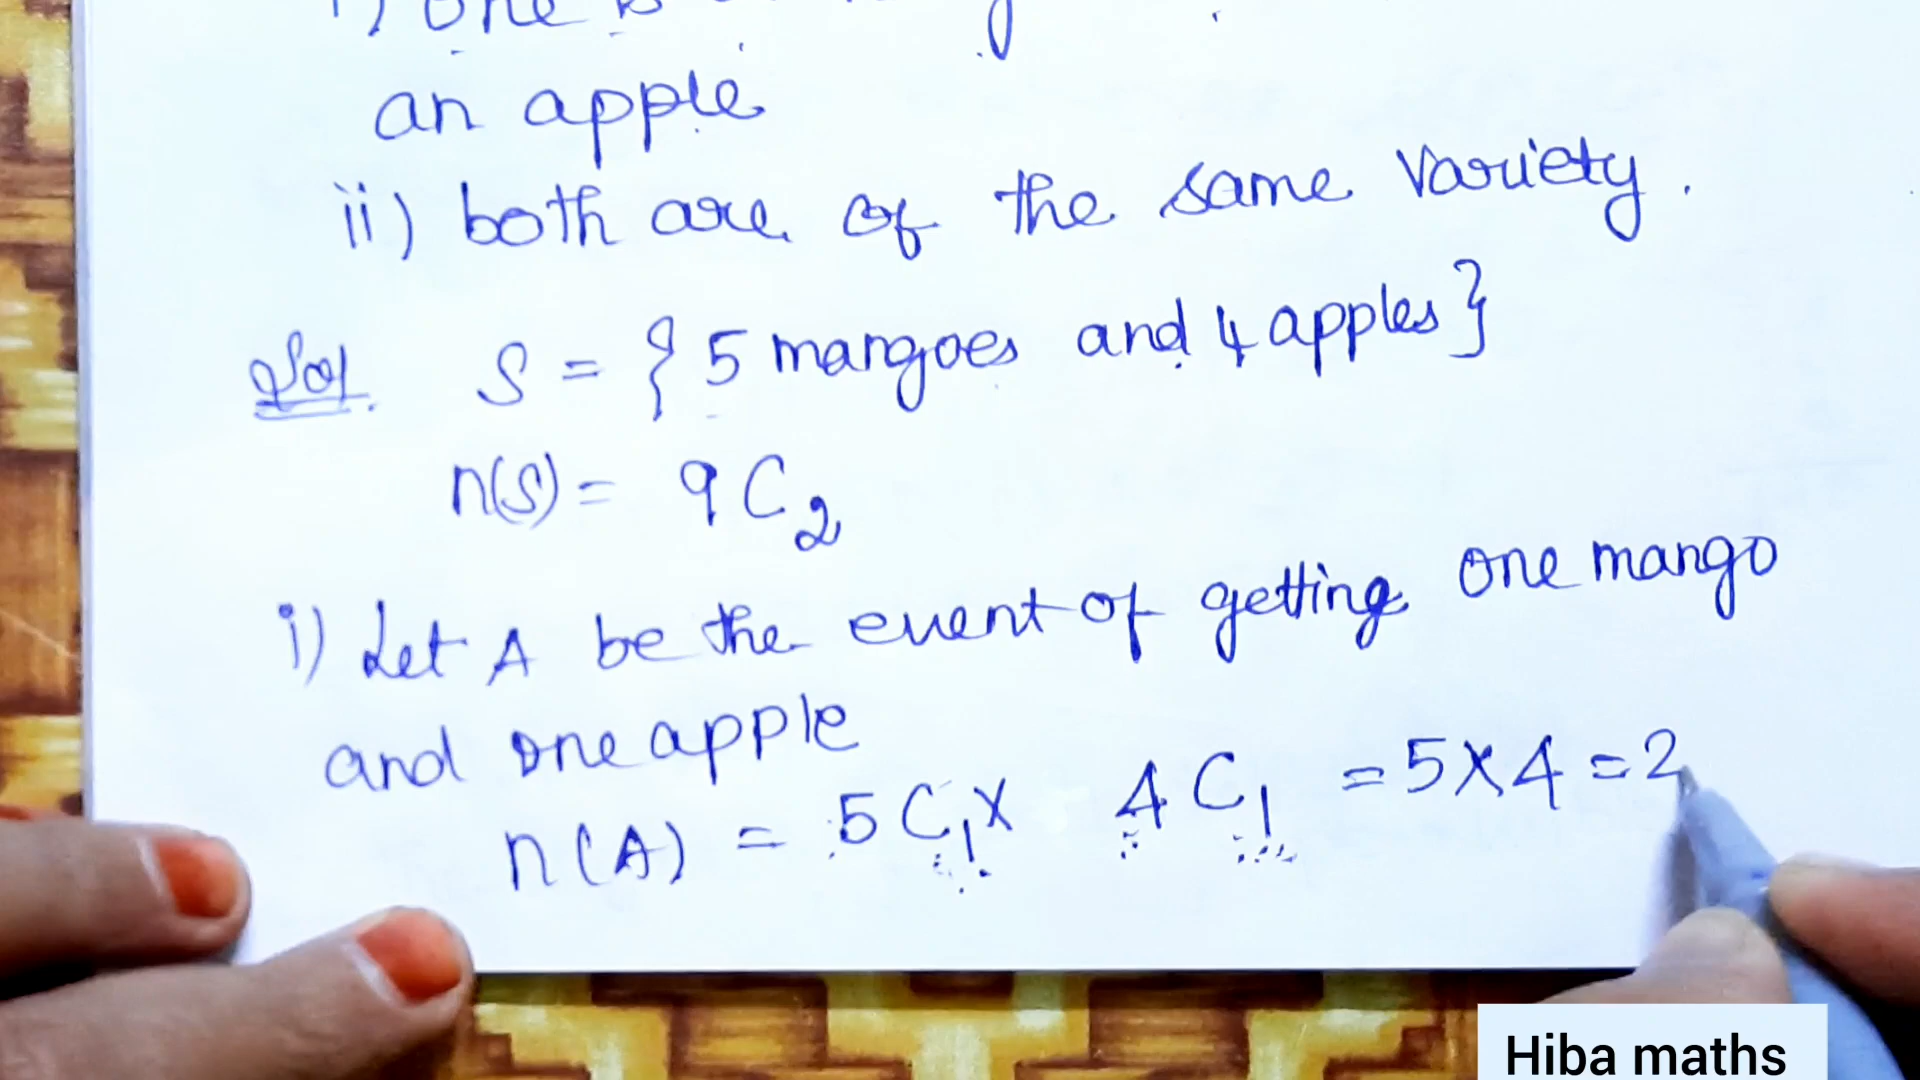 an apple
ii) both are of the same variety.
Sol. S = { 5 mangoes and 4 apples }
n(S) = 9C2
i) Let A be the event of getting one mango
and one apple
n(A) = 5C1 X 4C1 = 5X4 = 2
Hiba maths